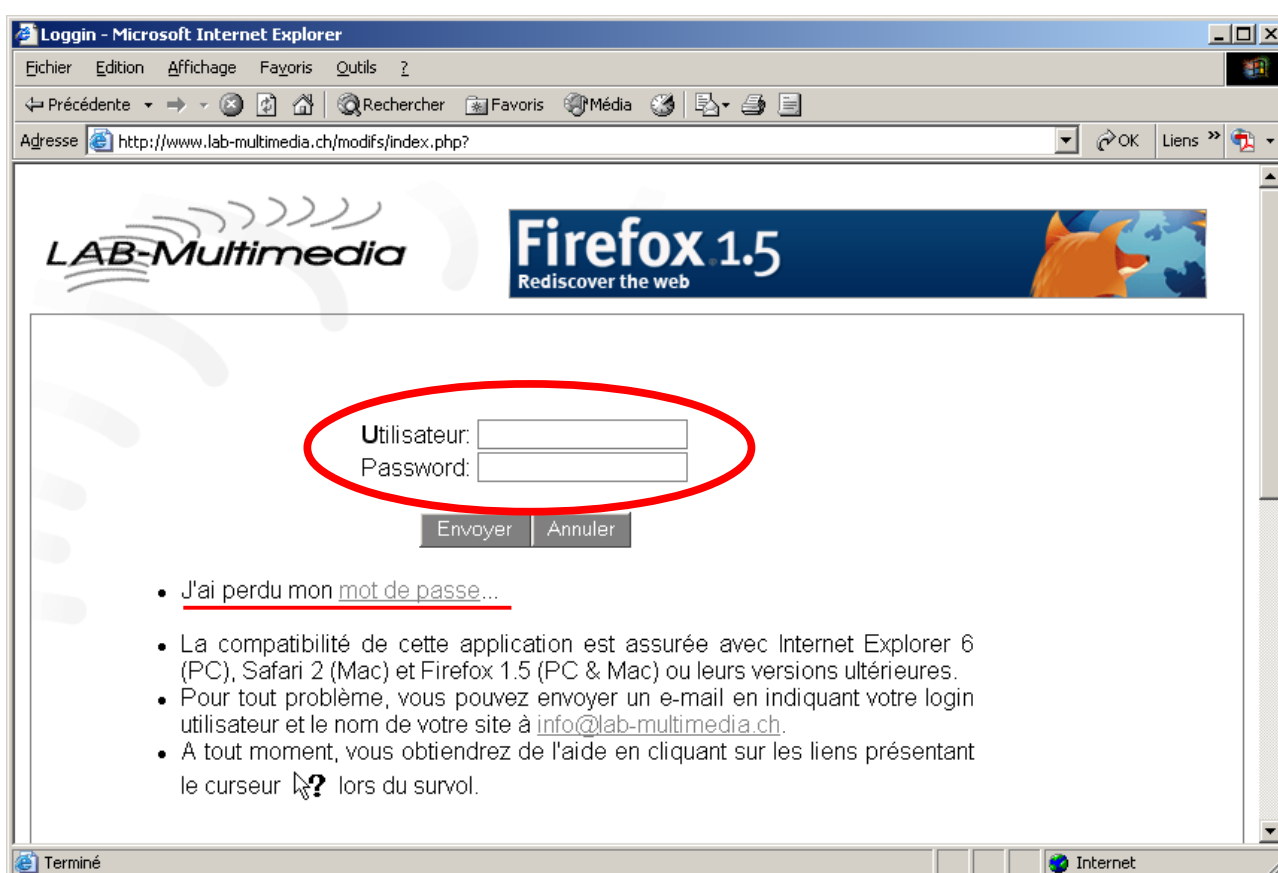 Loggin - Microsoft Internet Explorer
Fichier Edition Affichage Favoris Outils ?
Précédente Rechercher Favoris Média
Adresse http://www.lab-multimedia.ch/modifs/index.php? OK Liens »
LAB-Multimedia
Firefox 1.5
Rediscover the web
Utilisateur:
Password:
Envoyer Annuler
• J'ai perdu mon mot de passe...
• La compatibilité de cette application est assurée avec Internet Explorer 6
(PC), Safari 2 (Mac) et Firefox 1.5 (PC & Mac) ou leurs versions ultérieures.
• Pour tout problème, vous pouvez envoyer un e-mail en indiquant votre login
utilisateur et le nom de votre site à info@lab-multimedia.ch.
• A tout moment, vous obtiendrez de l'aide en cliquant sur les liens présentant
le curseur ? lors du survol.
Terminé Internet